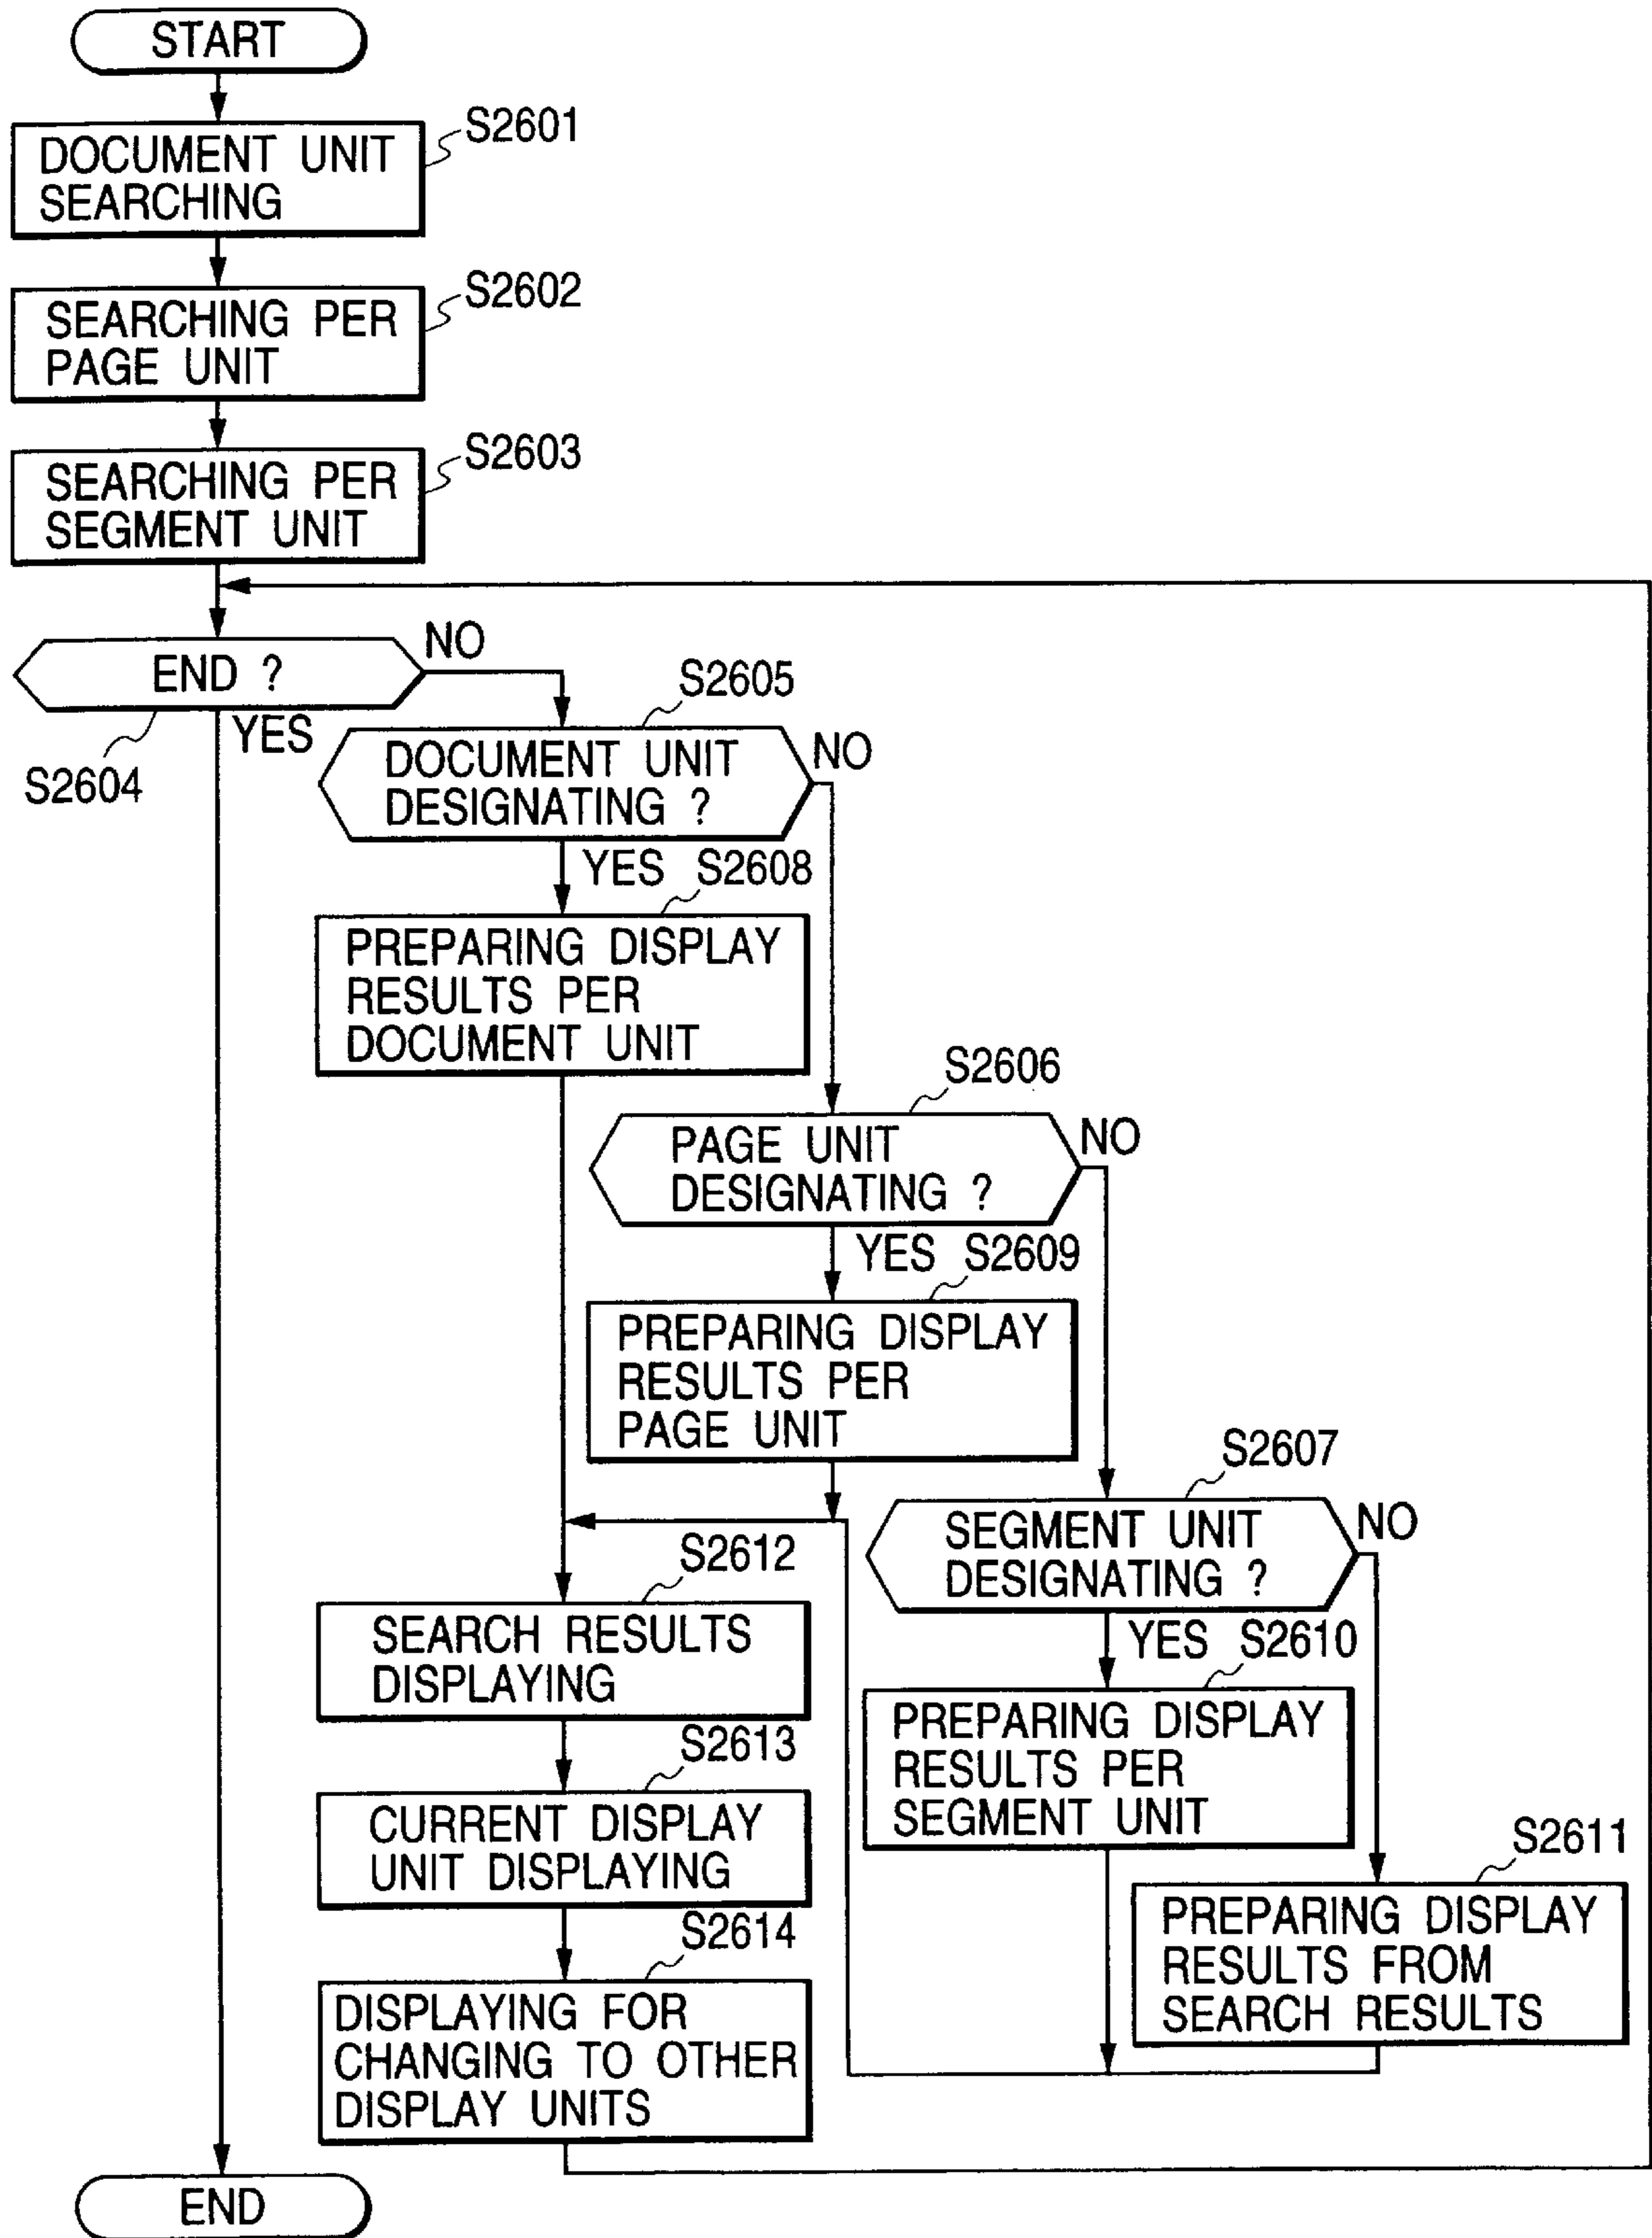 START
S2601
DOCUMENT UNIT
SEARCHING
S2602
SEARCHING PER
PAGE UNIT
S2603
SEARCHING PER
SEGMENT UNIT
END ?
NO
YES
S2604
S2605
DOCUMENT UNIT
DESIGNATING ?
NO
YES
S2608
PREPARING DISPLAY
RESULTS PER
DOCUMENT UNIT
S2606
PAGE UNIT
DESIGNATING ?
NO
YES
S2609
PREPARING DISPLAY
RESULTS PER
PAGE UNIT
S2607
SEGMENT UNIT
DESIGNATING ?
NO
YES
S2610
PREPARING DISPLAY
RESULTS PER
SEGMENT UNIT
S2611
PREPARING DISPLAY
RESULTS FROM
SEARCH RESULTS
S2612
SEARCH RESULTS
DISPLAYING
S2613
CURRENT DISPLAY
UNIT DISPLAYING
S2614
DISPLAYING FOR
CHANGING TO OTHER
DISPLAY UNITS
END